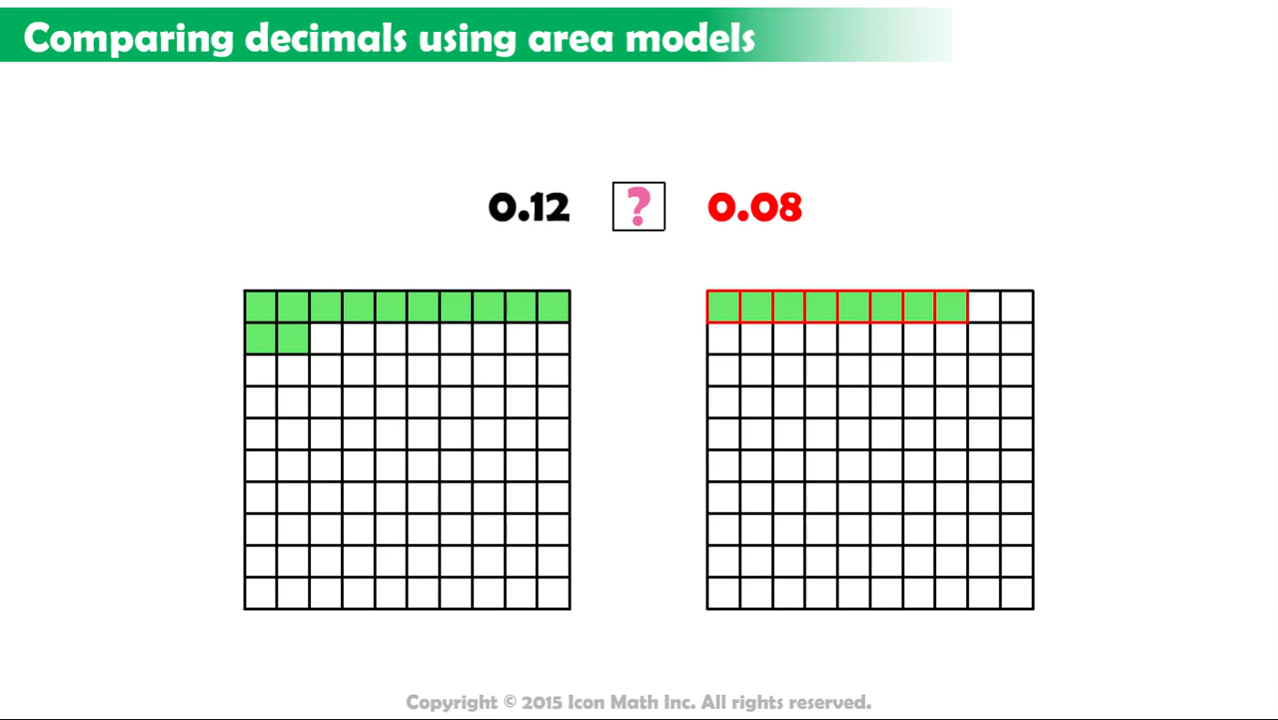 Comparing decimals using area models
0.12 ? 0.08
Copyright © 2015 Icon Math Inc. All rights reserved.